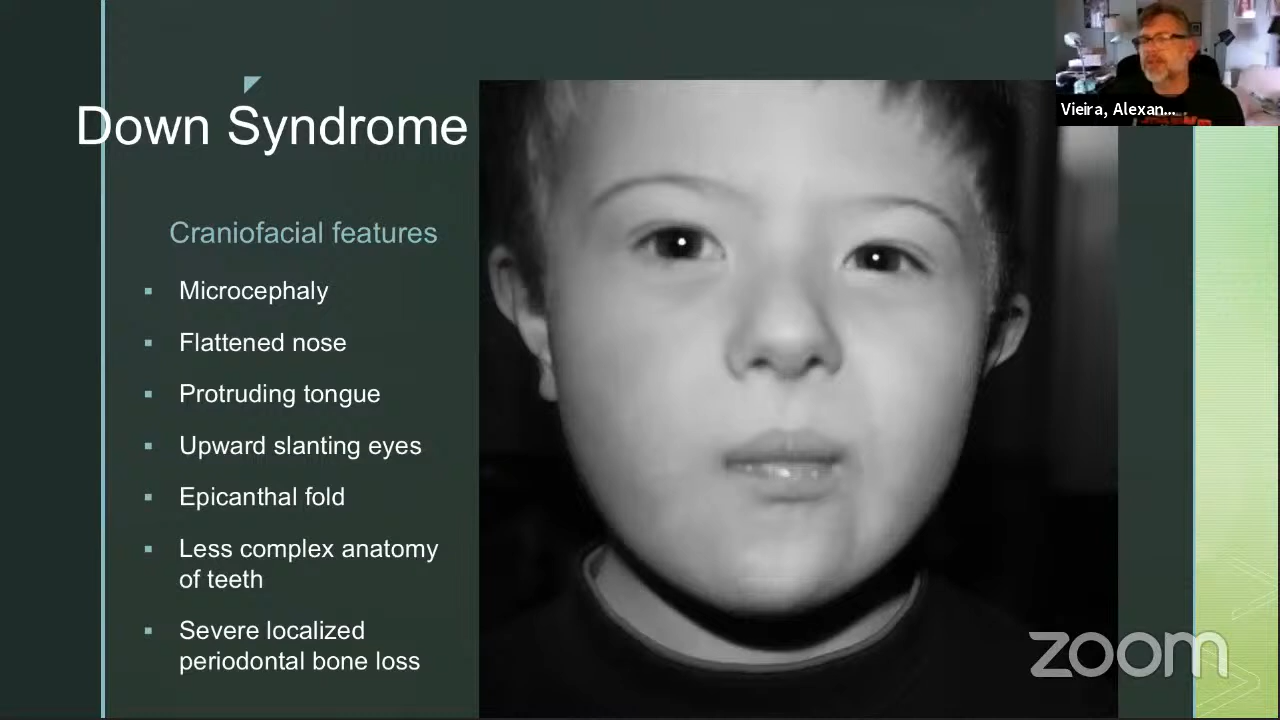 Vieira, Alexan...
Down Syndrome
Craniofacial features
Microcephaly
Flattened nose
Protruding tongue
Upward slanting eyes
Epicanthal fold
Less complex anatomy
of teeth
Severe localized
periodontal bone loss
zoom